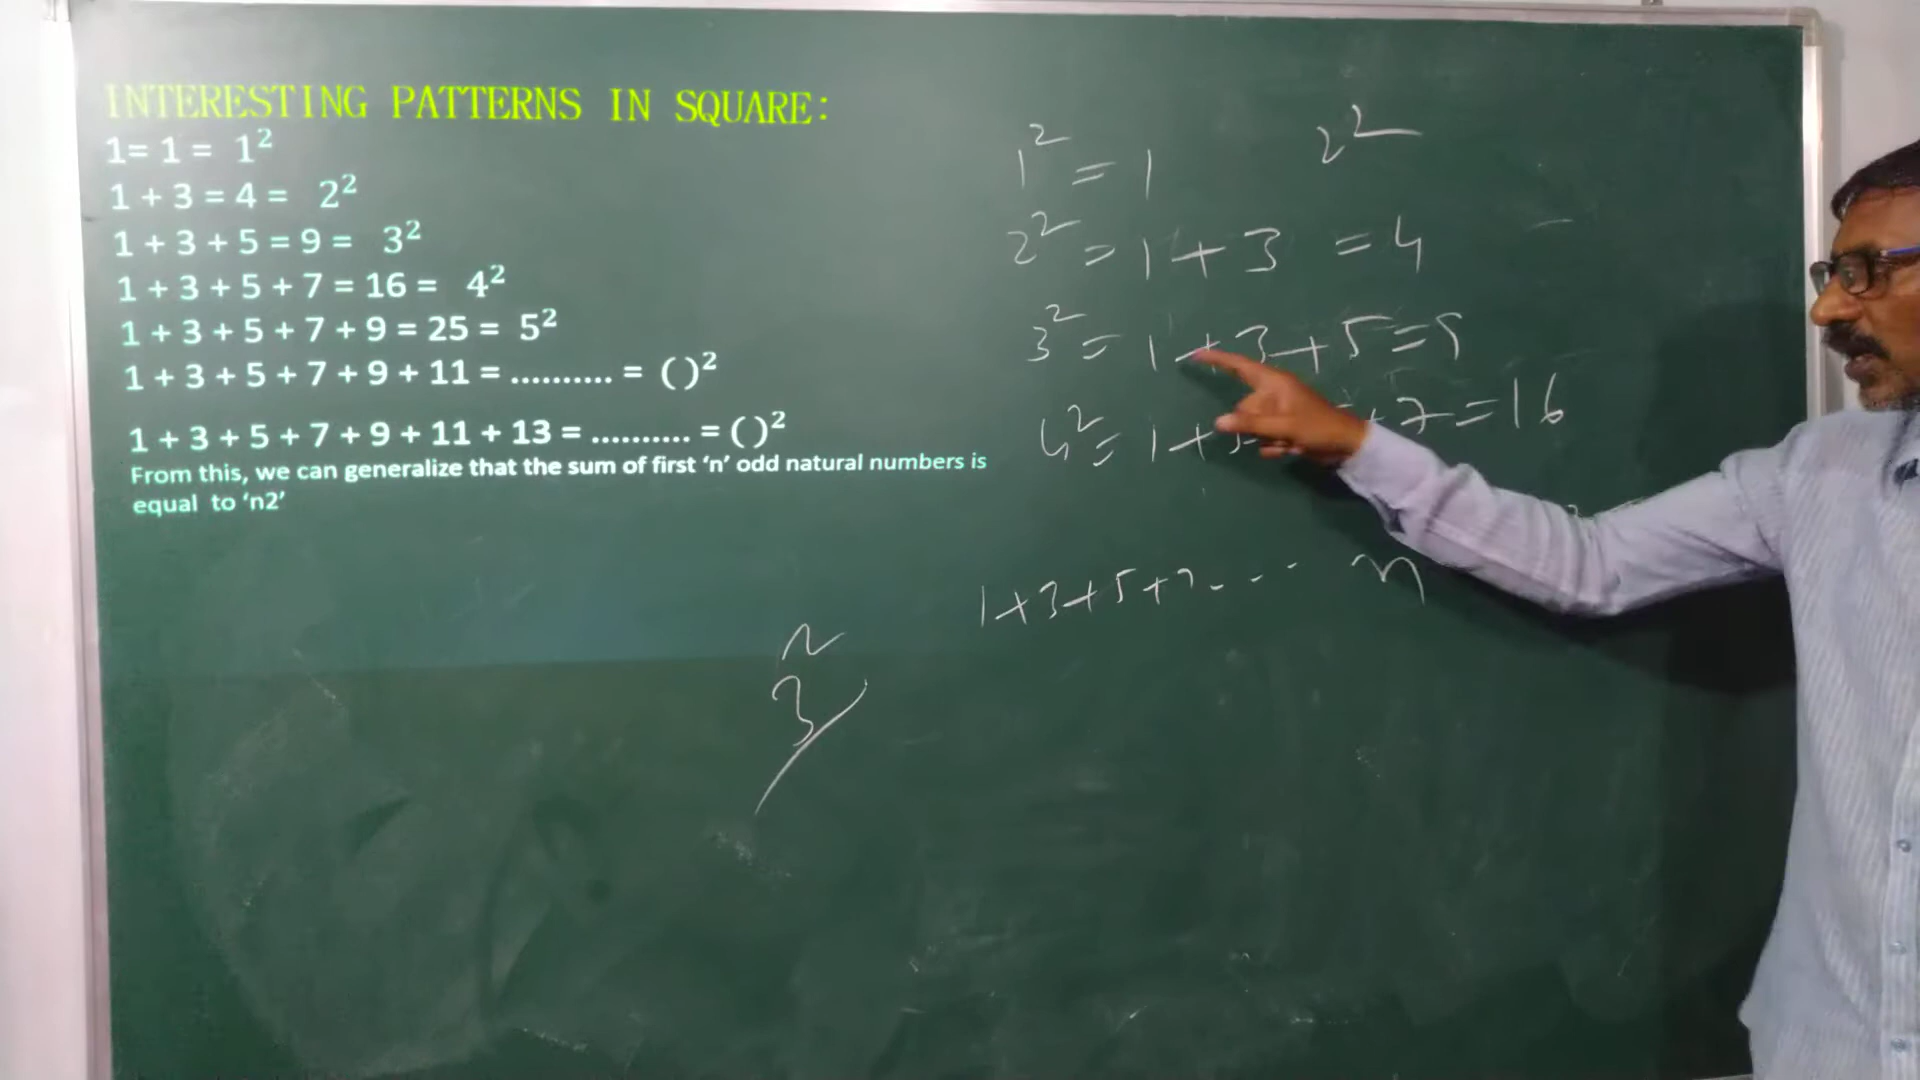 INTERESTING PATTERNS IN SQUARE:
1= 1 = 1²
1 + 3 = 4 = 2²
1 + 3 + 5 = 9 = 3²
1 + 3 + 5 + 7 = 16 = 4²
1 + 3 + 5 + 7 + 9 = 25 = 5²
1 + 3 + 5 + 7 + 9 + 11 = .......... = ( )²
1 + 3 + 5 + 7 + 9 + 11 + 13 = .......... = ( )²
From this, we can generalize that the sum of first ‘n’ odd natural numbers is
equal to ‘n2’
2²
1² = 1
2² = 1 + 3 = 4
3² = 1 + 3 + 5 = 9
4² = 1 + + 7 = 16
1 + 3 + 5 + 7 - - - - n
3